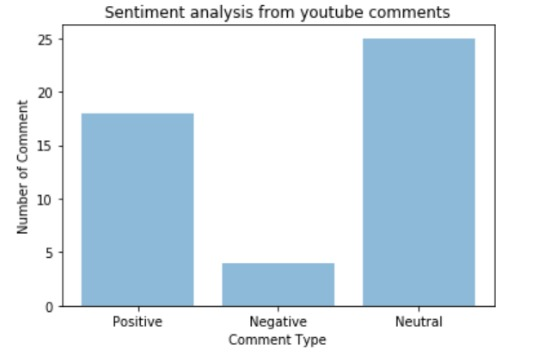 Sentiment analysis from youtube comments
25
20
15
10
5
0
Number of Comment
Positive Negative Neutral
Comment Type